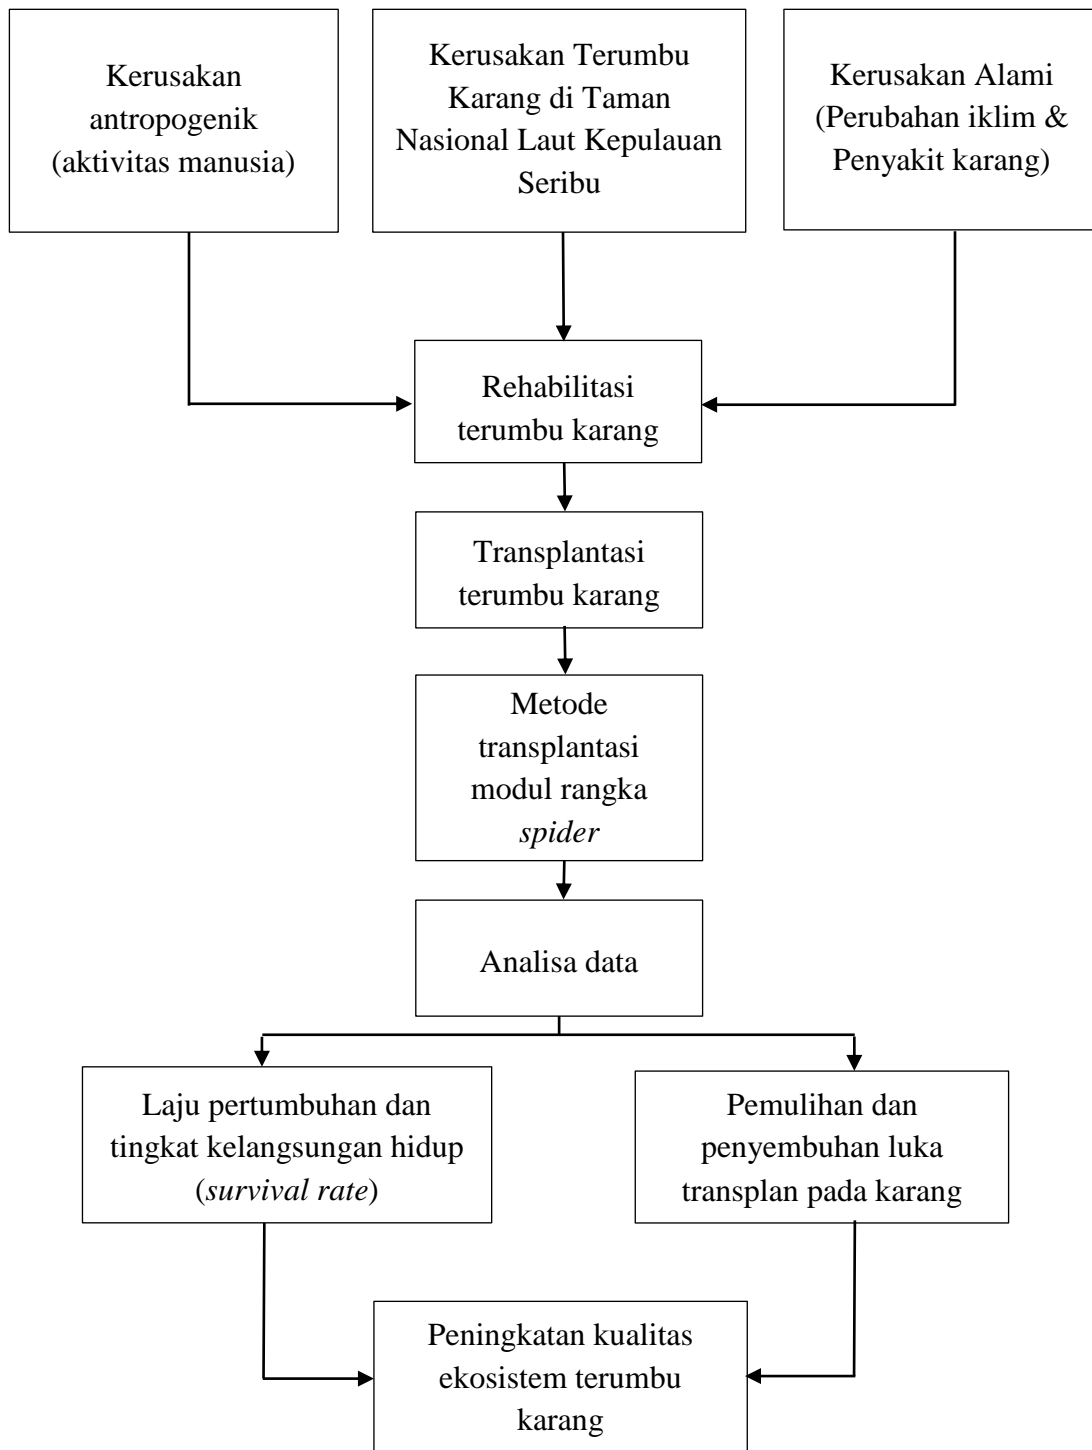 Kerusakan
antropogenik
(aktivitas manusia)
Kerusakan Terumbu
Karang di Taman
Nasional Laut Kepulauan
Seribu
Kerusakan Alami
(Perubahan iklim &
Penyakit karang)
Rehabilitasi
terumbu karang
Transplantasi
terumbu karang
Metode
transplantasi
modul rangka
spider
Analisa data
Laju pertumbuhan dan
tingkat kelangsungan hidup
(survival rate)
Pemulihan dan
penyembuhan luka
transplan pada karang
Peningkatan kualitas
ekosistem terumbu
karang